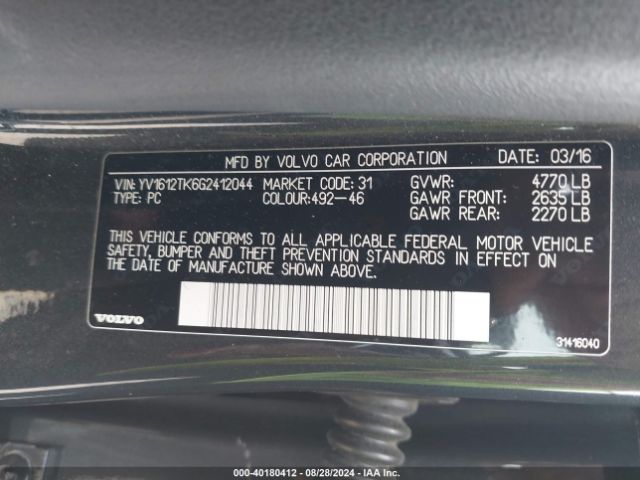 MFD BY VOLVO CAR CORPORATION DATE: 03/16
VIN: YV1612TK6G2412044 MARKET CODE: 31 GVWR: 4770 LB
TYPE: PC COLOUR: 492-46 GAWR FRONT: 2635 LB
GAWR REAR: 2270 LB
THIS VEHICLE CONFORMS TO ALL APPLICABLE FEDERAL MOTOR VEHICLE
SAFETY, BUMPER AND THEFT PREVENTION STANDARDS IN EFFECT ON
THE DATE OF MANUFACTURE SHOWN ABOVE.
VOLVO 31416040
000-40180412 - 08/28/2024 - IAA Inc.